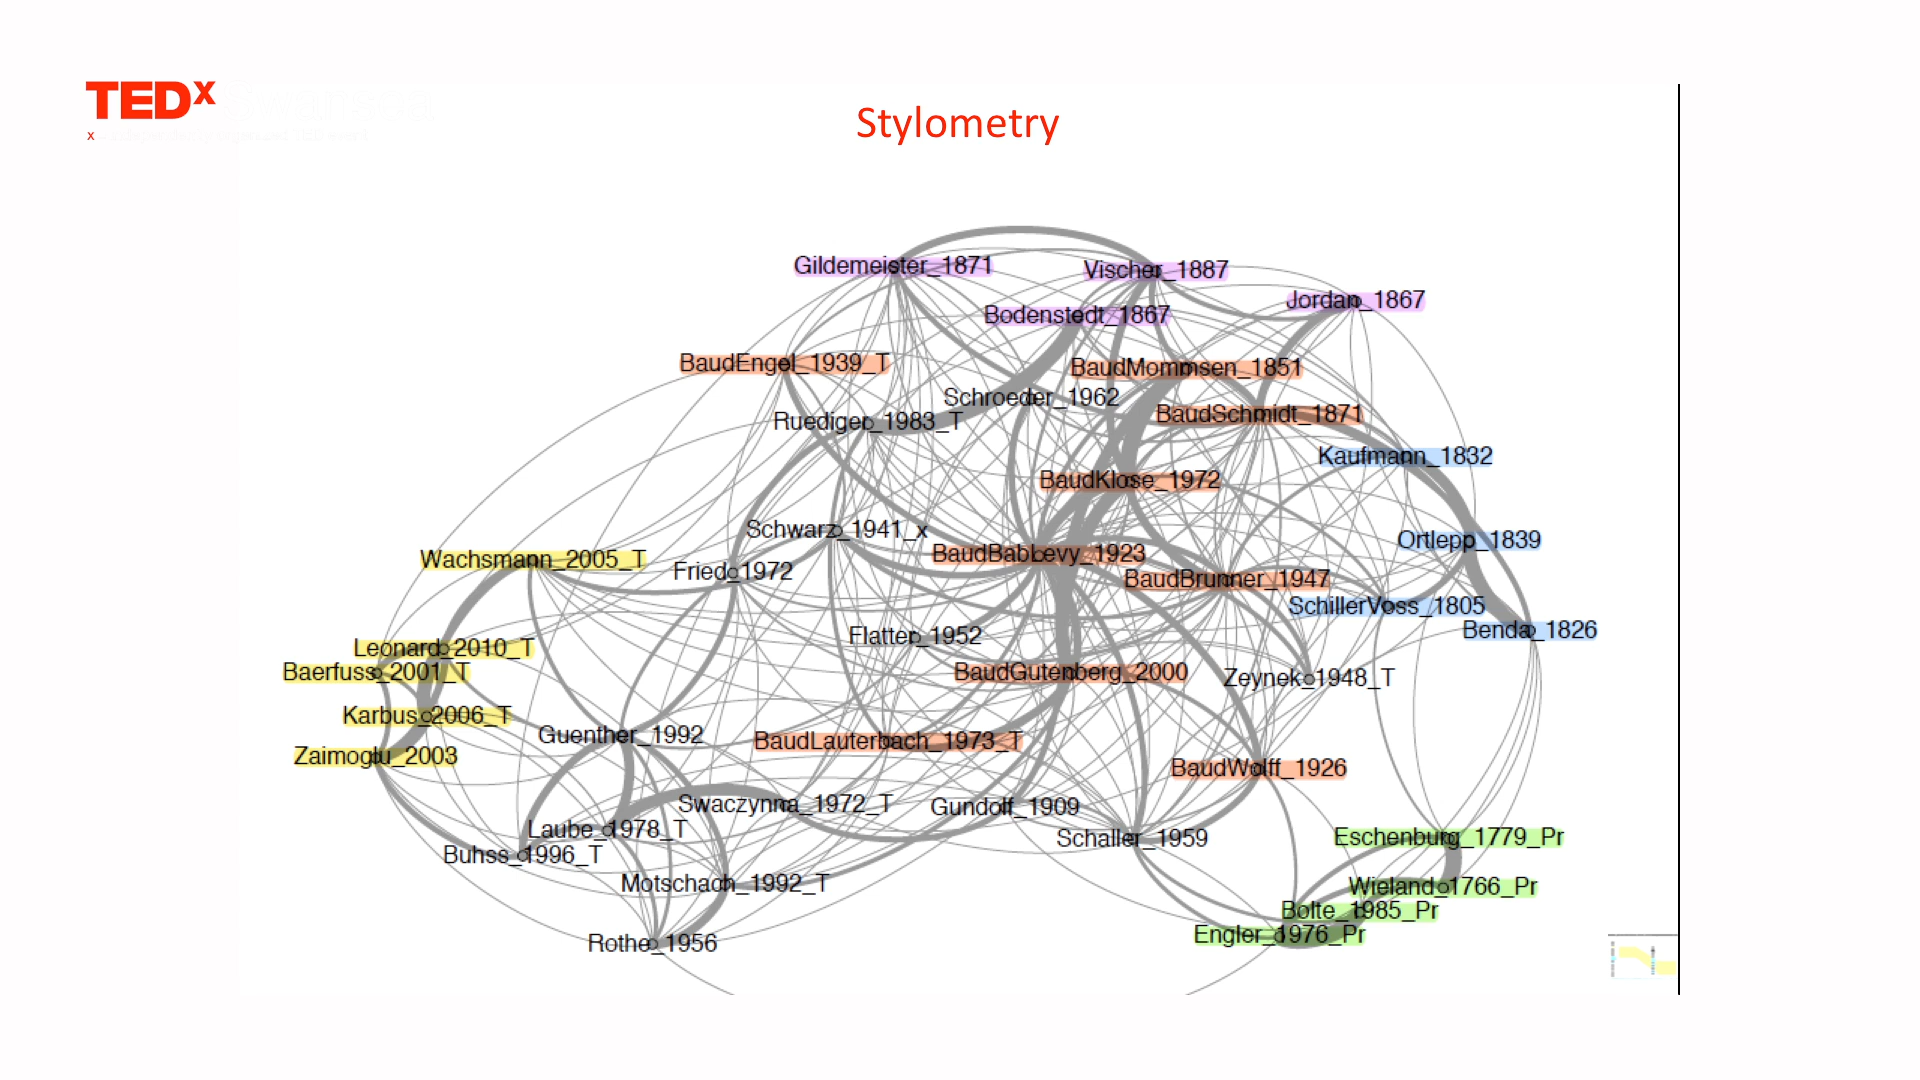 TEDx
x
Stylometry
Gildemeister_1871
Vischer_1887
Jordan_1867
Bodenstedt_1867
BaudEngel_1939_T
BaudMommsen_1851
Schroeder_1962
BaudSchmidt_1871
Ruediger_1983_T
Kaufmann_1832
BaudKlose_1972
Schwarz_1941_x
Ortlepp_1839
BaudBabLevy_1923
Wachsmann_2005_T
Fried_1972
BaudBrunner_1947
SchillerVoss_1805
Benda_1826
Flatter_1952
Leonard_2010_T
Baerfuss_2001_T
BaudGutenberg_2000
Zeynek_1948_T
Karbus_2006_T
Guenther_1992
BaudLauterbach_1973_T
Zaimoglu_2003
BaudWolff_1926
Swaczynna_1972_T
Gundolf_1909
Laube_1978_T
Schaller_1959
Eschenburg_1779_Pr
Buhss_1996_T
Motschach_1992_T
Wieland_1766_Pr
Bolte_1985_Pr
Engler_1976_Pr
Rothe_1956